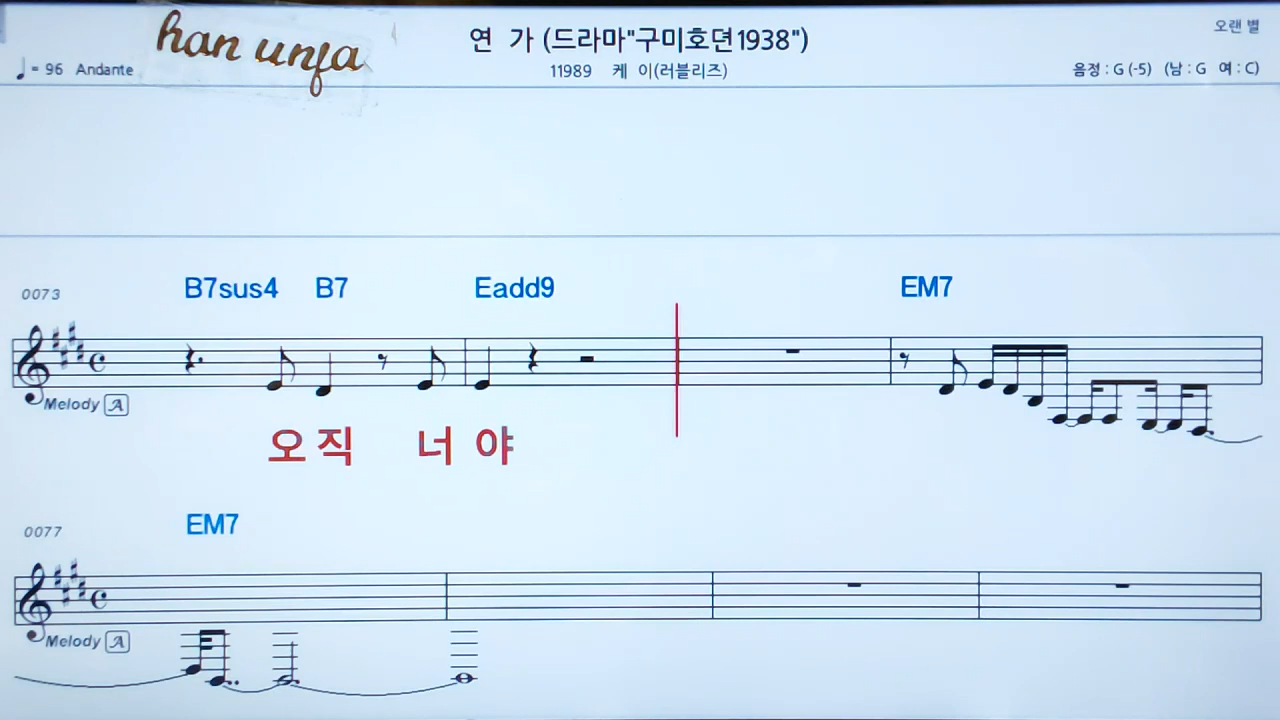 han unfa
연 가 (드라마"구미호뎐1938")
오랜 별
♩= 96 Andante
11989 케 이(러블리즈)
음정 : G (-5) (남 : G 여 : C)
0073
B7sus4 B7 Eadd9 EM7
Melody A
오 직 너 야
0077
EM7
Melody A